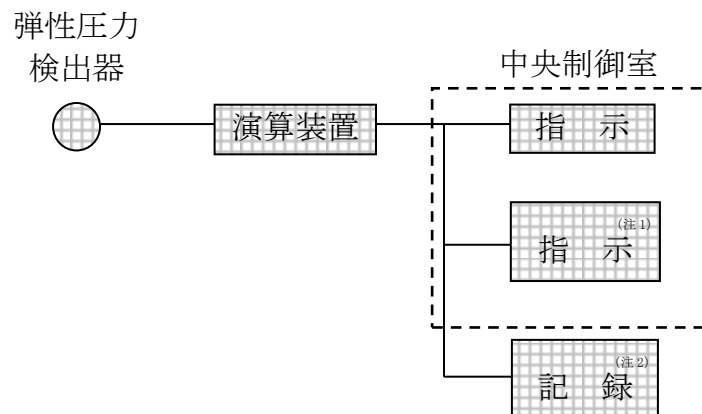 弾性圧力
検出器
中央制御室
演算装置
指 示
指 示(注1)
記 録(注2)